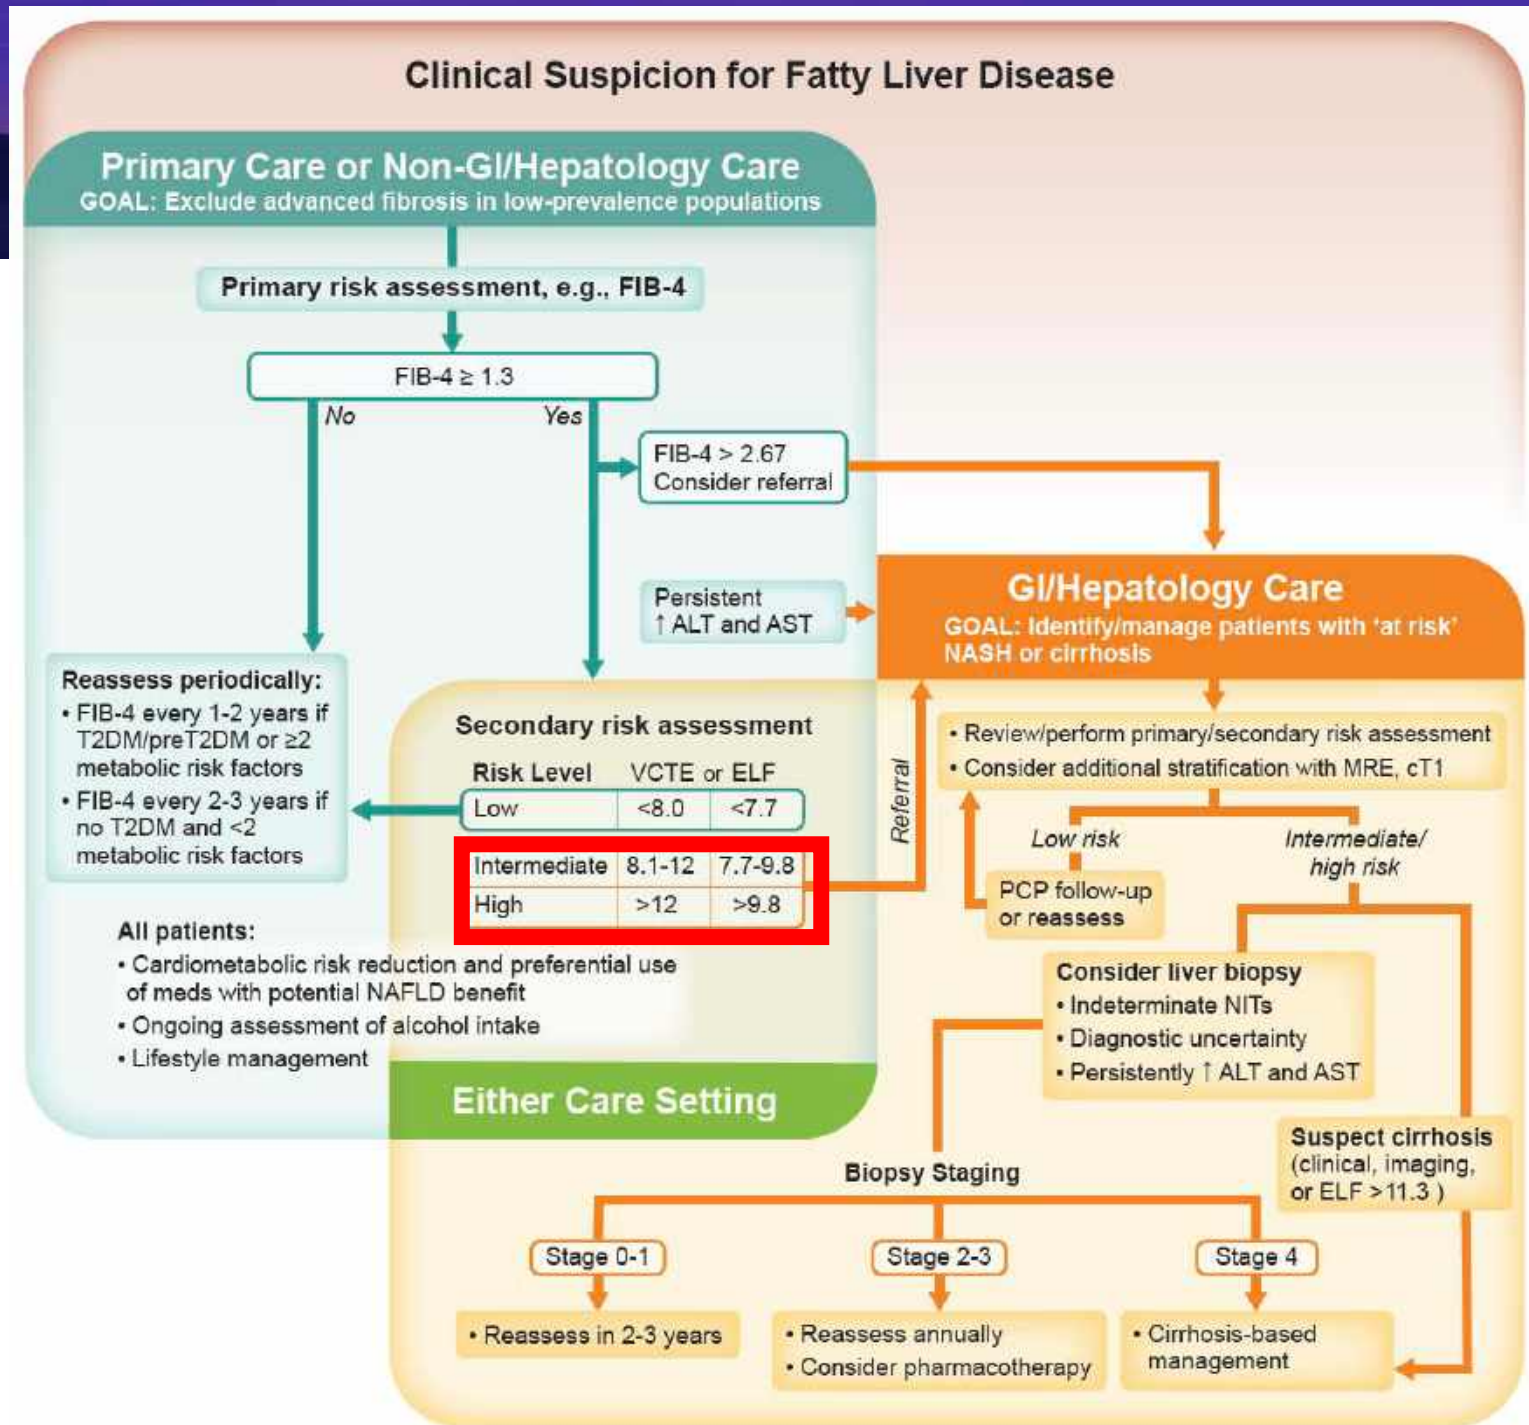 Clinical Suspicion for Fatty Liver Disease
Primary Care or Non-GI/Hepatology Care
GOAL: Exclude advanced fibrosis in low-prevalence populations
Primary risk assessment, e.g., FIB-4
FIB-4 ≥ 1.3
No
Yes
FIB-4 > 2.67
Consider referral
Persistent
↑ ALT and AST
GI/Hepatology Care
GOAL: Identify/manage patients with ‘at risk’
NASH or cirrhosis
Reassess periodically:
• FIB-4 every 1-2 years if
T2DM/preT2DM or ≥2
metabolic risk factors
• FIB-4 every 2-3 years if
no T2DM and <2
metabolic risk factors
Secondary risk assessment
Risk Level VCTE or ELF
Low <8.0 <7.7
Intermediate 8.1-12 7.7-9.8
High >12 >9.8
Referral
• Review/perform primary/secondary risk assessment
• Consider additional stratification with MRE, cT1
Low risk
Intermediate/
high risk
PCP follow-up
or reassess
All patients:
• Cardiometabolic risk reduction and preferential use
of meds with potential NAFLD benefit
• Ongoing assessment of alcohol intake
• Lifestyle management
Either Care Setting
Consider liver biopsy
• Indeterminate NITs
• Diagnostic uncertainty
• Persistently ↑ ALT and AST
Suspect cirrhosis
(clinical, imaging,
or ELF >11.3 )
Biopsy Staging
Stage 0-1
Stage 2-3
Stage 4
• Reassess in 2-3 years
• Reassess annually
• Consider pharmacotherapy
• Cirrhosis-based
management